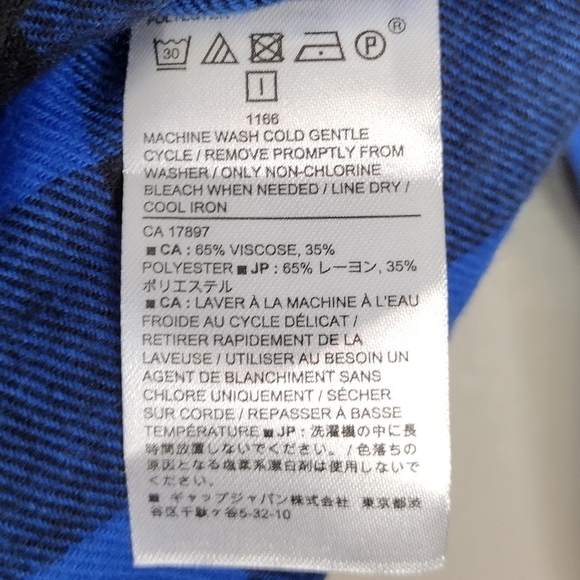 POLYESTER
30 P ®
1166
MACHINE WASH COLD GENTLE
CYCLE / REMOVE PROMPTLY FROM
WASHER / ONLY NON-CHLORINE
BLEACH WHEN NEEDED / LINE DRY /
COOL IRON
CA 17897
■ CA : 65% VISCOSE, 35%
POLYESTER ■ JP : 65% レーヨン, 35%
ポリエステル
■ CA : LAVER À LA MACHINE À L'EAU
FROIDE AU CYCLE DÉLICAT /
RETIRER RAPIDEMENT DE LA
LAVEUSE / UTILISER AU BESOIN UN
AGENT DE BLANCHIMENT SANS
CHLORE UNIQUEMENT / SÉCHER
SUR CORDE / REPASSER À BASSE
TEMPÉRATURE ■ JP : 洗濯機の中に長
時間放置しないでください。 / 色落ちの
原因となる塩素系漂白剤は使用しないで
ください。
■ ギャップジャパン株式会社 東京都渋
谷区千駄ヶ谷5-32-10